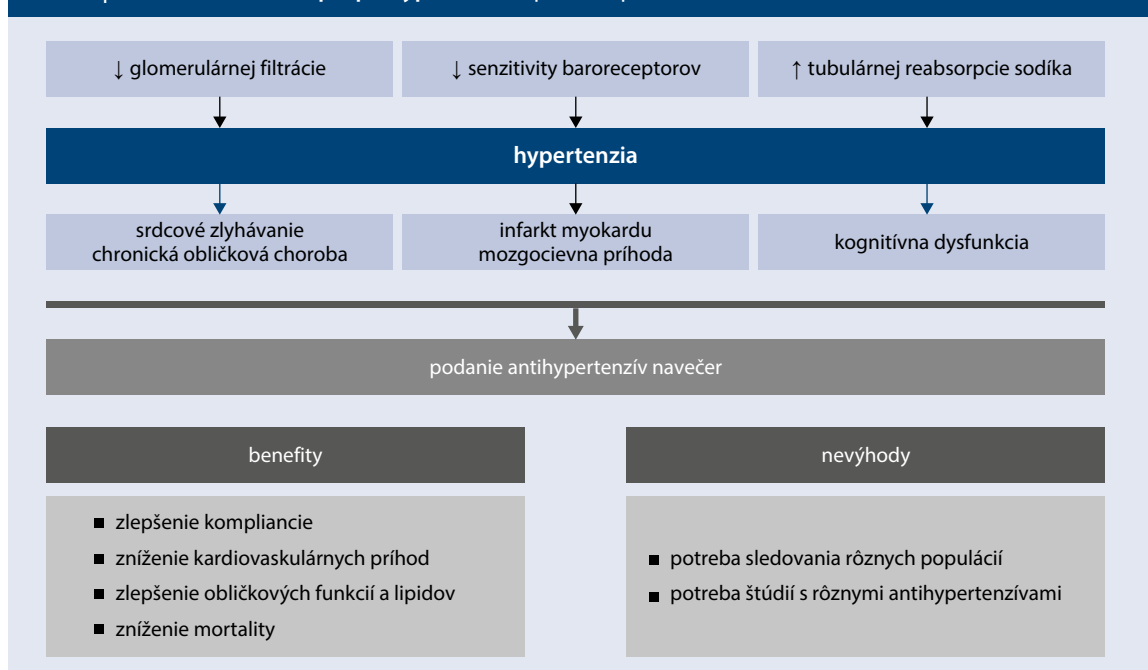 ↓ glomerulárnej filtrácie
↓ senzitivity baroreceptorov
↑ tubulárnej reabsorpcie sodíka
hypertenzia
srdcové zlyhávanie
chronická obličková choroba
infarkt myokardu
mozgocievna príhoda
kognitívna dysfunkcia
podanie antihypertenzív navečer
benefity
■ zlepšenie kompliancie
■ zníženie kardiovaskulárnych príhod
■ zlepšenie obličkových funkcií a lipidov
■ zníženie mortality
nevýhody
■ potreba sledovania rôznych populácií
■ potreba štúdií s rôznymi antihypertenzívami